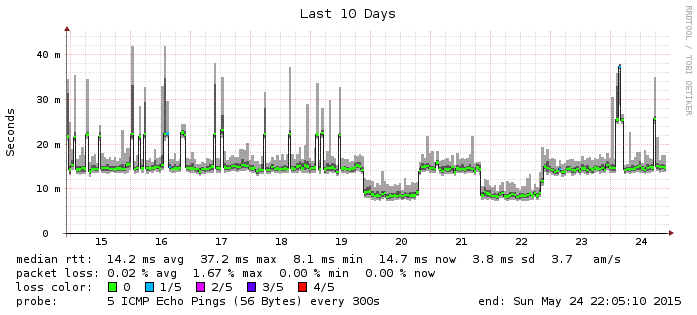 Last 10 Days
RRDTOOL / TOBI OETIKER
Seconds
40 m
30 m
20 m
10 m
0
15 16 17 18 19 20 21 22 23 24
median rtt: 14.2 ms avg 37.2 ms max 8.1 ms min 14.7 ms now 3.8 ms sd 3.7 am/s
packet loss: 0.02 % avg 1.67 % max 0.00 % min 0.00 % now
loss color: 0 1/5 2/5 3/5 4/5
probe: 5 ICMP Echo Pings (56 Bytes) every 300s end: Sun May 24 22:05:10 2015